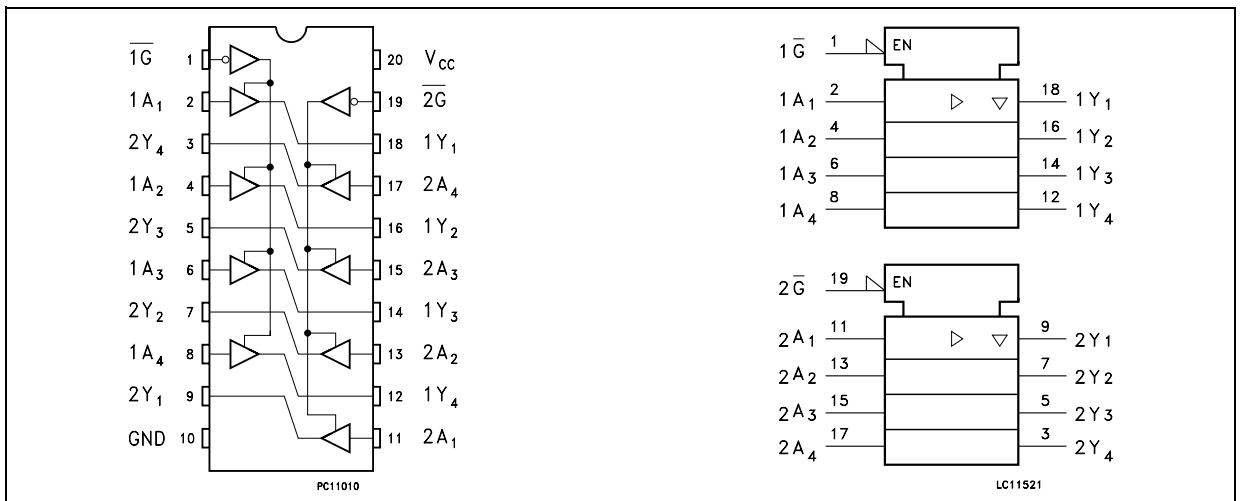 1G̅ 1 20 VCC
1A1 2 19 2G̅
2Y4 3 18 1Y1
1A2 4 17 2A4
2Y3 5 16 1Y2
1A3 6 15 2A3
2Y2 7 14 1Y3
1A4 8 13 2A2
2Y1 9 12 1Y4
GND 10 11 2A1
PC11010
1G̅ 1 EN
1A1 2 18 1Y1
1A2 4 16 1Y2
1A3 6 14 1Y3
1A4 8 12 1Y4
2G̅ 19 EN
2A1 11 9 2Y1
2A2 13 7 2Y2
2A3 15 5 2Y3
2A4 17 3 2Y4
LC11521